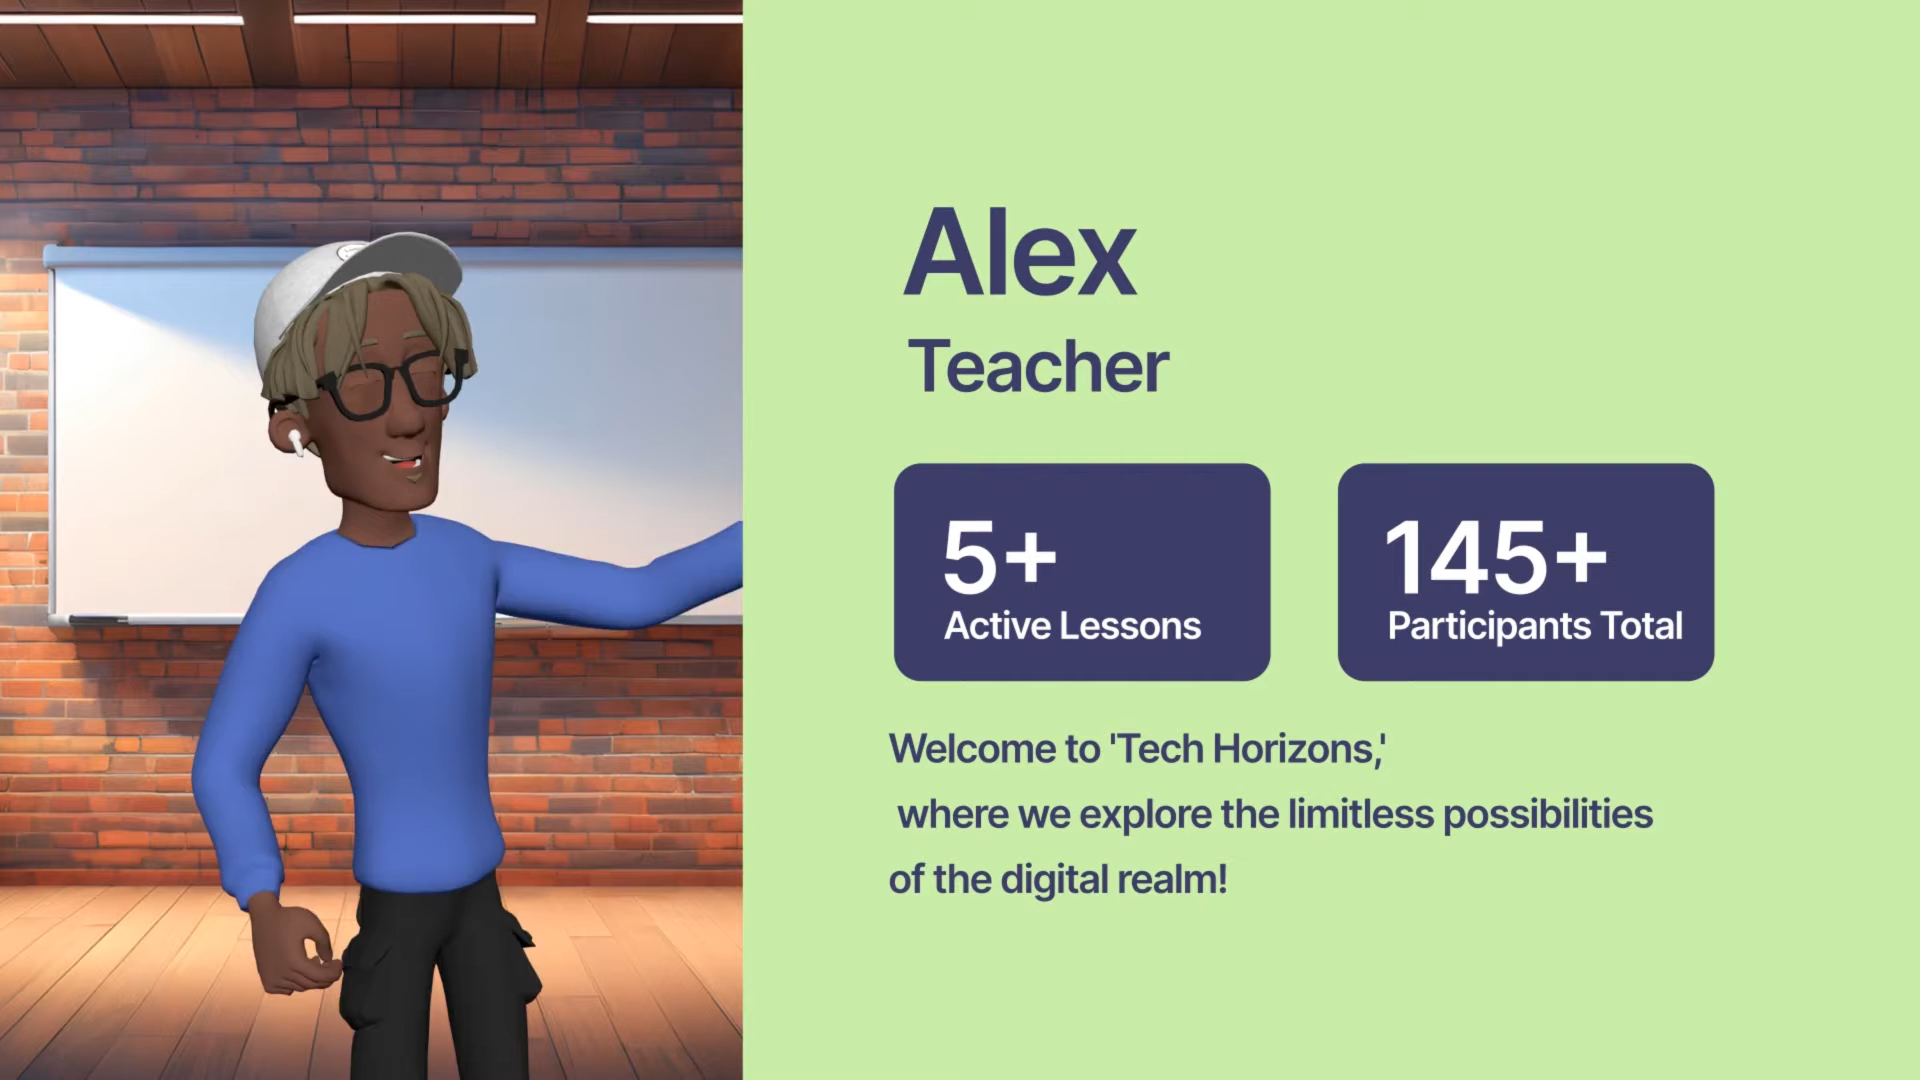 Alex
Teacher
5+
Active Lessons
145+
Participants Total
Welcome to 'Tech Horizons,'
where we explore the limitless possibilities
of the digital realm!